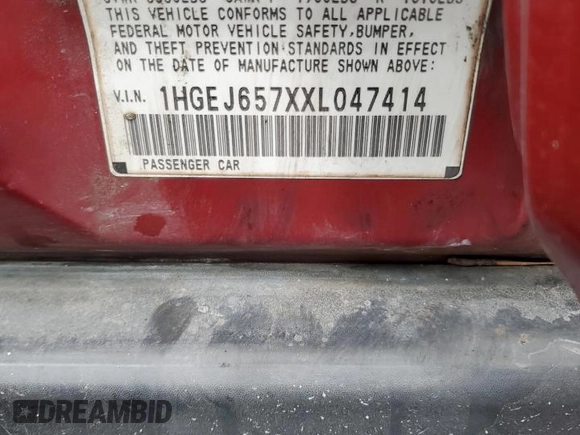 THIS VEHICLE CONFORMS TO ALL APPLICABLE
FEDERAL MOTOR VEHICLE SAFETY,BUMPER,
AND THEFT PREVENTION STANDARDS IN EFFECT
ON THE DATE OF MANUFACTURE SHOWN ABOVE:
V.I.N. 1HGEJ657XXL047414
PASSENGER CAR
DREAMBID